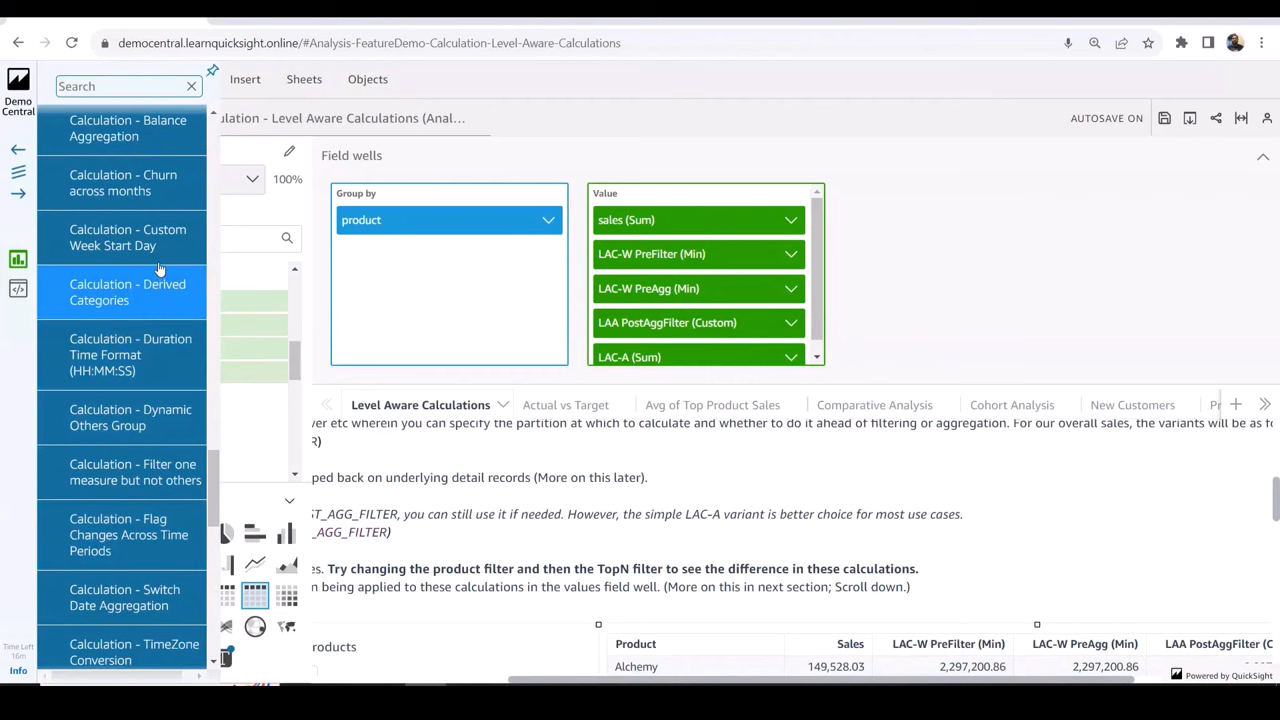 democentral.learnquicksight.online/#Analysis-FeatureDemo-Calculation-Level-Aware-Calculations
Demo
Central
Time Left
16m
Info
Search
Calculation - Balance
Aggregation
Calculation - Churn
across months
Calculation - Custom
Week Start Day
Calculation - Derived
Categories
Calculation - Duration
Time Format
(HH:MM:SS)
Calculation - Dynamic
Others Group
Calculation - Filter one
measure but not others
Calculation - Flag
Changes Across Time
Periods
Calculation - Switch
Date Aggregation
Calculation - TimeZone
Conversion
Insert
Sheets
Objects
ulation - Level Aware Calculations (Anal...
AUTOSAVE ON
100%
Field wells
Group by
product
Value
sales (Sum)
LAC-W PreFilter (Min)
LAC-W PreAgg (Min)
LAA PostAggFilter (Custom)
LAC-A (Sum)
Level Aware Calculations
Actual vs Target
Avg of Top Product Sales
Comparative Analysis
Cohort Analysis
New Customers
ver etc wherein you can specify the partition at which to calculate and whether to do it ahead of filtering or aggregation. For our overall sales, the variants will be as fo
R)
ped back on underlying detail records (More on this later).
ST_AGG_FILTER, you can still use it if needed. However, the simple LAC-A variant is better choice for most use cases.
_AGG_FILTER)
es. Try changing the product filter and then the TopN filter to see the difference in these calculations.
n being applied to these calculations in the values field well. (More on this in next section; Scroll down.)
products
Product Sales LAC-W PreFilter (Min) LAC-W PreAgg (Min) LAA PostAggFilter (C
Alchemy 149,528.03 2,297,200.86 2,297,200.86
Powered by QuickSight